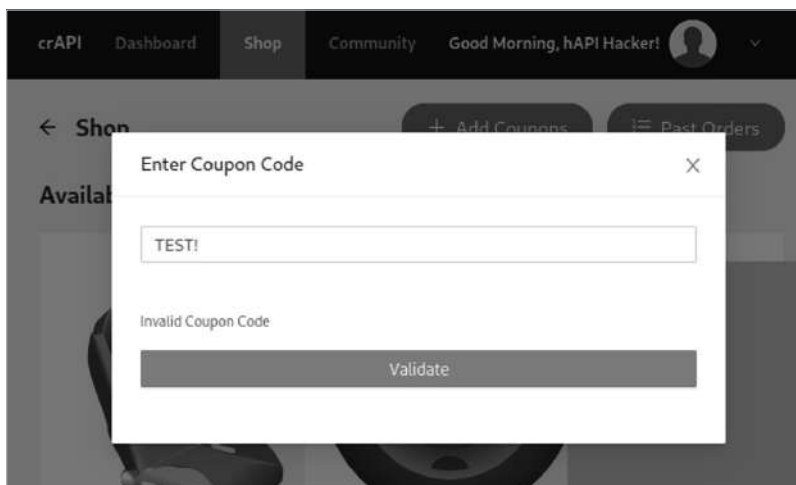 crAPI Dashboard Shop Community Good Morning, hAPI Hacker!
← Shop + Add Coupons Past Orders
Enter Coupon Code
Availab
TEST!
Invalid Coupon Code
Validate